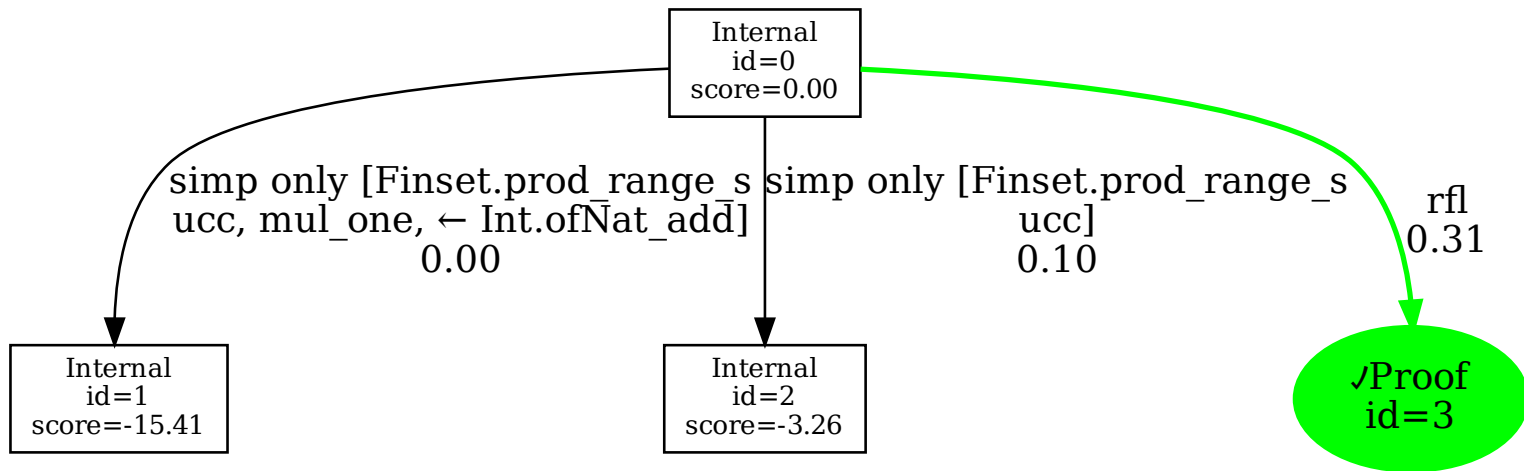 Internal
id=0
score=0.00
simp only [Finset.prod_range_s
ucc, mul_one, ← Int.ofNat_add]
0.00
simp only [Finset.prod_range_s
ucc]
0.10
rfl
0.31
Internal
id=1
score=-15.41
Internal
id=2
score=-3.26
✓Proof
id=3